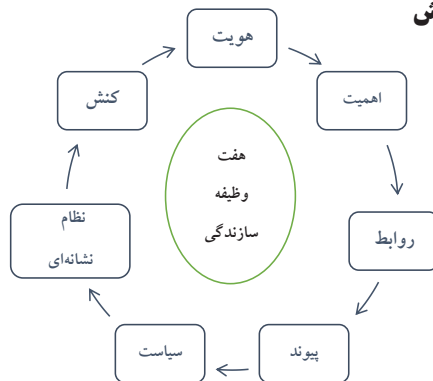 هویت
اهمیت
روابط
پیوند
سیاست
نظام
نشانه‌ای
کنش
هفت
وظیفه
سازندگی